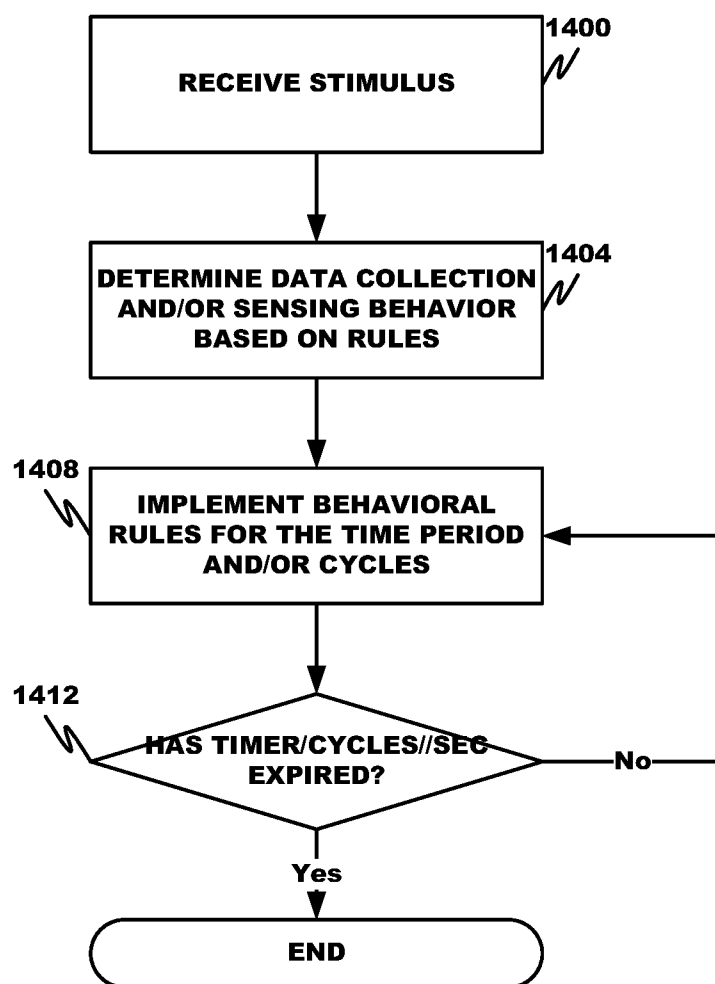 1400
RECEIVE STIMULUS
1404
DETERMINE DATA COLLECTION
AND/OR SENSING BEHAVIOR
BASED ON RULES
1408
IMPLEMENT BEHAVIORAL
RULES FOR THE TIME PERIOD
AND/OR CYCLES
1412
HAS TIMER/CYCLES//SEC
EXPIRED?
No
Yes
END